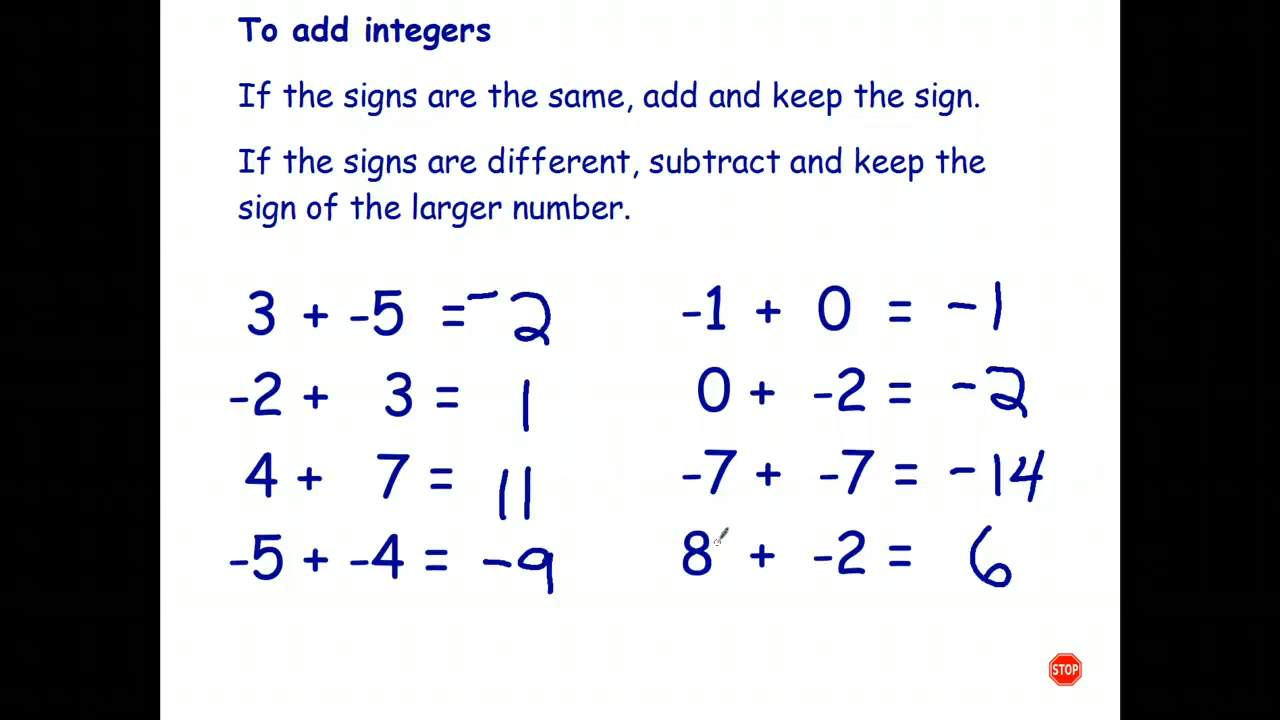 To add integers
If the signs are the same, add and keep the sign.
If the signs are different, subtract and keep the
sign of the larger number.
3 + -5 = -2
-2 + 3 = 1
4 + 7 = 11
-5 + -4 = -9
-1 + 0 = -1
0 + -2 = -2
-7 + -7 = -14
8 + -2 = 6
STOP